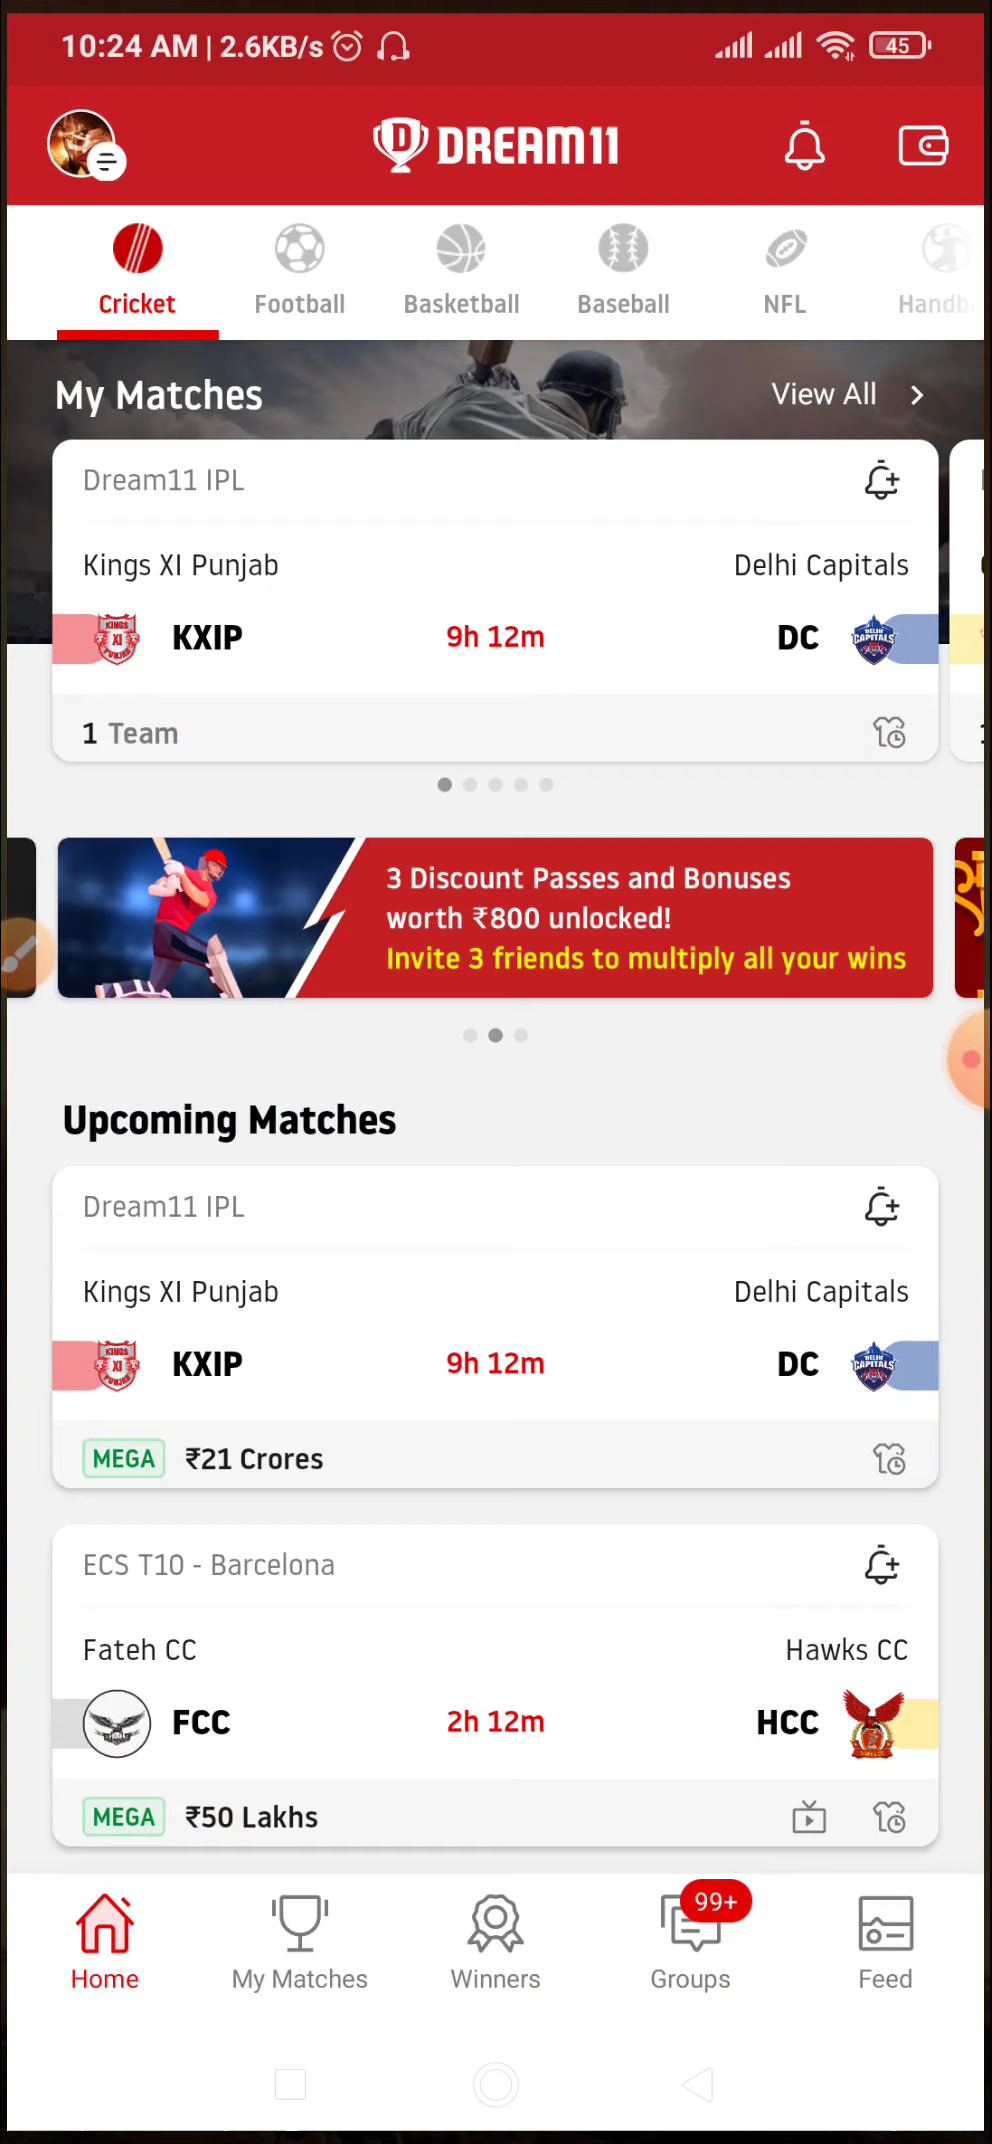 10:24 AM | 2.6KB/s 45
DREAM11
Cricket Football Basketball Baseball NFL Handb
My Matches View All
Dream11 IPL
Kings XI Punjab Delhi Capitals
KXIP 9h 12m DC
1 Team
3 Discount Passes and Bonuses
worth ₹800 unlocked!
Invite 3 friends to multiply all your wins
Upcoming Matches
Dream11 IPL
Kings XI Punjab Delhi Capitals
KXIP 9h 12m DC
MEGA ₹21 Crores
ECS T10 - Barcelona
Fateh CC Hawks CC
FCC 2h 12m HCC
MEGA ₹50 Lakhs
99+
Home My Matches Winners Groups Feed